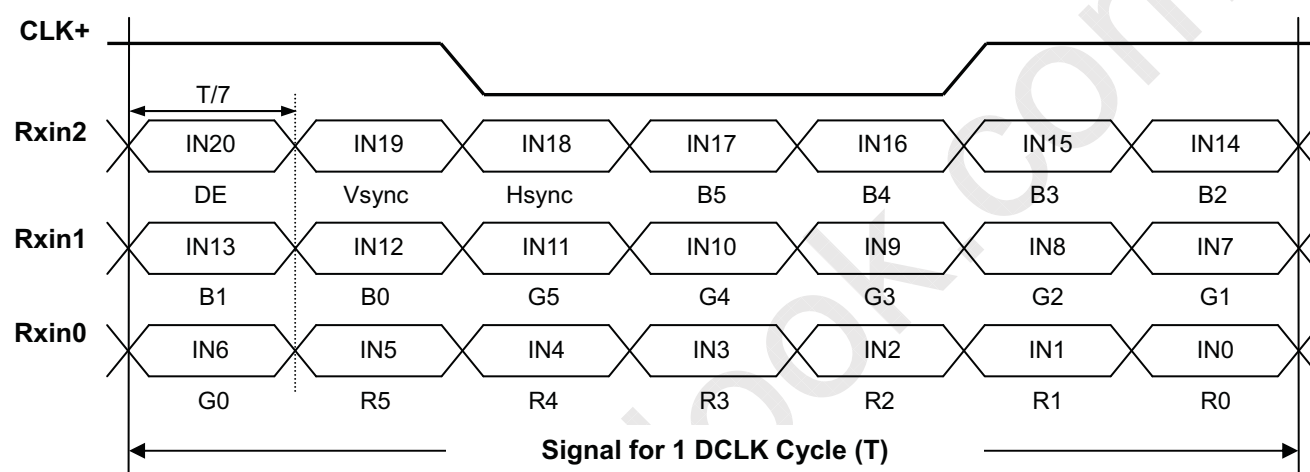 CLK+
T/7
Rxin2 IN20 IN19 IN18 IN17 IN16 IN15 IN14
DE Vsync Hsync B5 B4 B3 B2
Rxin1 IN13 IN12 IN11 IN10 IN9 IN8 IN7
B1 B0 G5 G4 G3 G2 G1
Rxin0 IN6 IN5 IN4 IN3 IN2 IN1 IN0
G0 R5 R4 R3 R2 R1 R0
Signal for 1 DCLK Cycle (T)